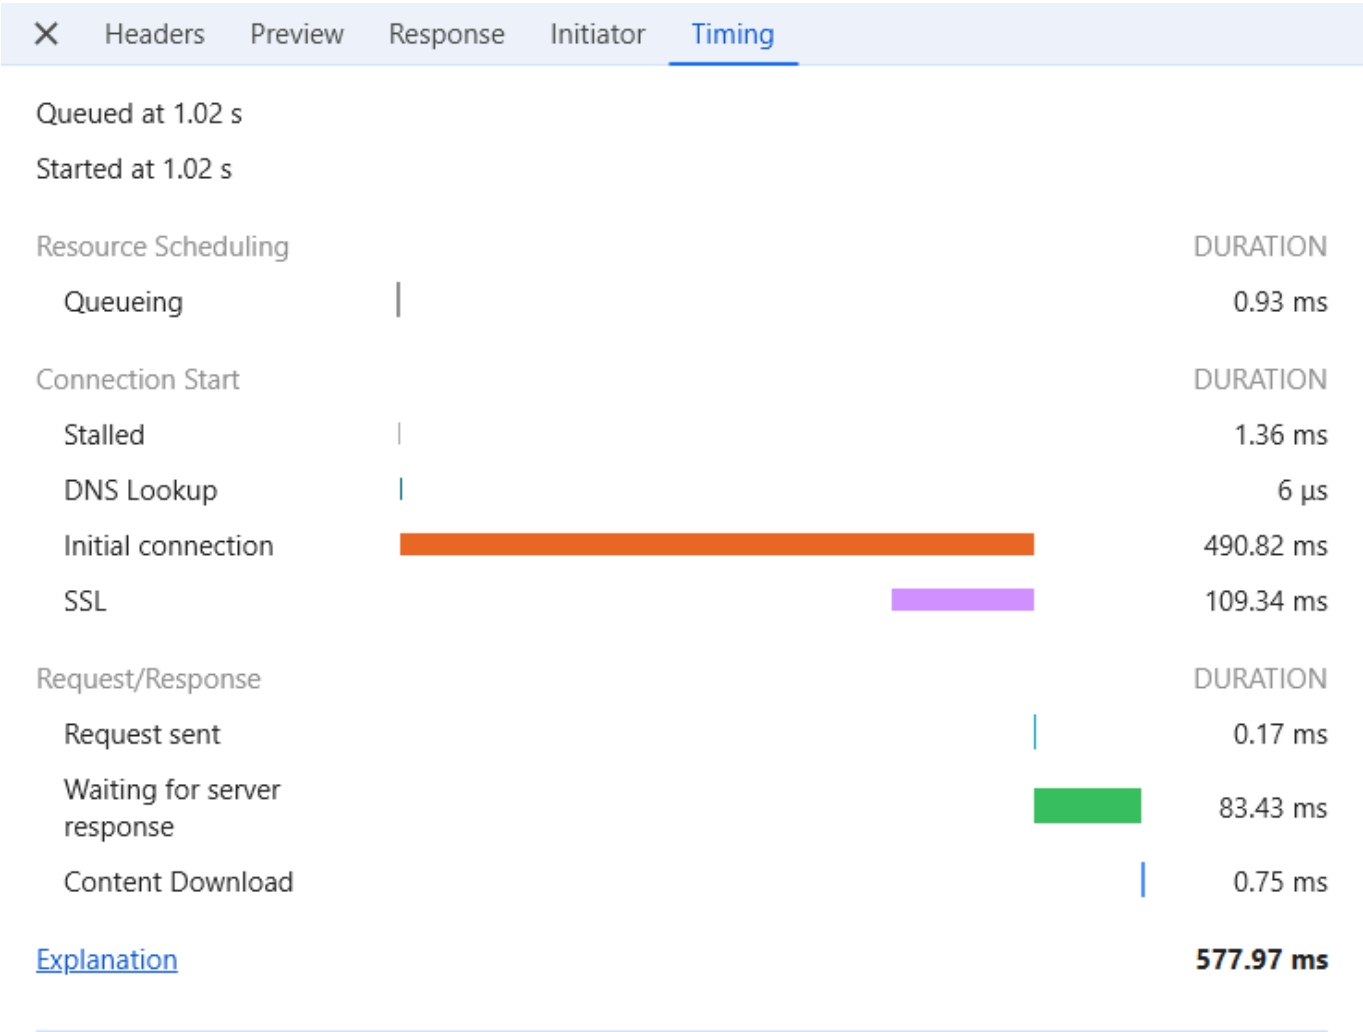 Headers Preview Response Initiator Timing
Queued at 1.02 s
Started at 1.02 s
Resource Scheduling DURATION
Queueing 0.93 ms
Connection Start DURATION
Stalled 1.36 ms
DNS Lookup 6 μs
Initial connection 490.82 ms
SSL 109.34 ms
Request/Response DURATION
Request sent 0.17 ms
Waiting for server
response 83.43 ms
Content Download 0.75 ms
Explanation 577.97 ms